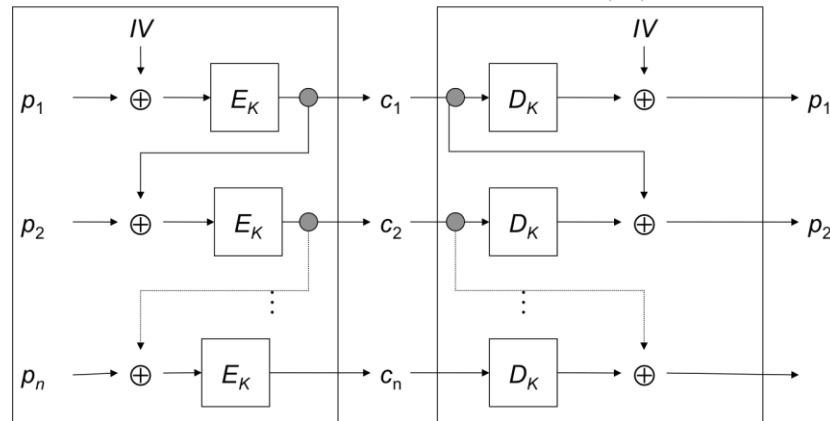 IV IV
p₁ ⊕ E_K c₁ D_K ⊕ p₁
p₂ ⊕ E_K c₂ D_K ⊕ p₂
⋮ ⋮
pₙ ⊕ E_K cₙ D_K ⊕